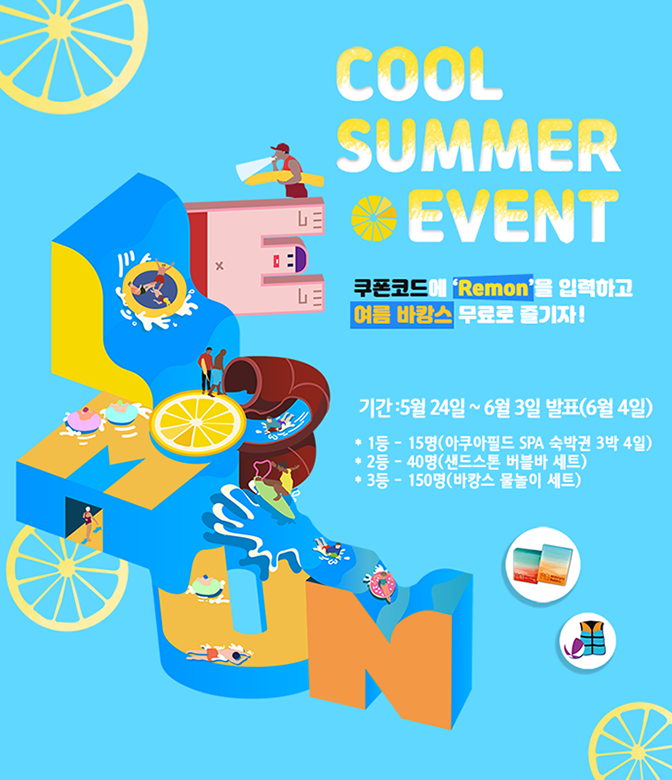 COOL
SUMMER
EVENT
쿠폰코드에 ‘Remon’을 입력하고
여름 바캉스 무료로 즐기자!
기간 :5월 24일 ~ 6월 3일 발표(6월 4일)
* 1등 - 15명(아쿠아필드 SPA 숙박권 3박 4일)
* 2등 - 40명(샌드스톤 버블바 세트)
* 3등 - 150명(바캉스 물놀이 세트)
LE
LE
LEMON